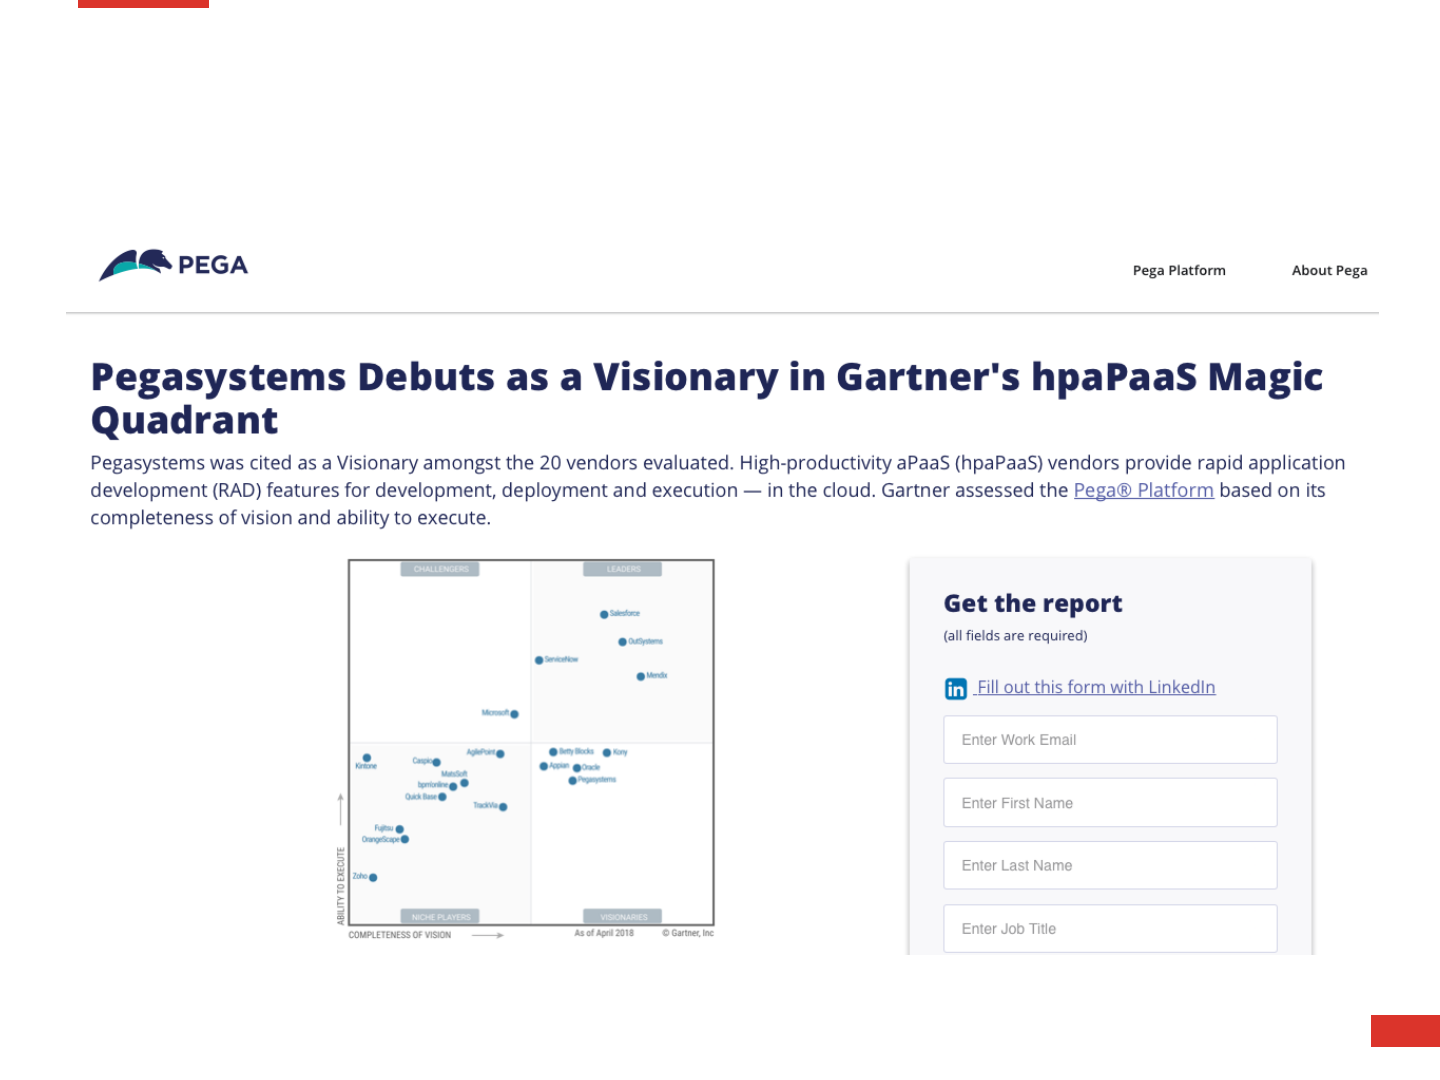 PEGA
Pega Platform
About Pega
Pegasystems Debuts as a Visionary in Gartner's hpaPaaS Magic
Quadrant
Pegasystems was cited as a Visionary amongst the 20 vendors evaluated. High-productivity aPaaS (hpaPaaS) vendors provide rapid application
development (RAD) features for development, deployment and execution — in the cloud. Gartner assessed the Pega® Platform based on its
completeness of vision and ability to execute.
CHALLENGERS
LEADERS
Salesforce
OutSystems
ServiceNow
Mendix
Microsoft
AgilePoint
Betty Blocks
Kony
Kintone
Caspio
Appian
Oracle
MatsSoft
Pegasystems
bpm'online
Quick Base
TrackVia
Fujitsu
OrangeScape
Zoho
ABILITY TO EXECUTE
NICHE PLAYERS
VISIONARIES
COMPLETENESS OF VISION
As of April 2018
© Gartner, Inc
Get the report
(all fields are required)
in Fill out this form with LinkedIn
Enter Work Email
Enter First Name
Enter Last Name
Enter Job Title